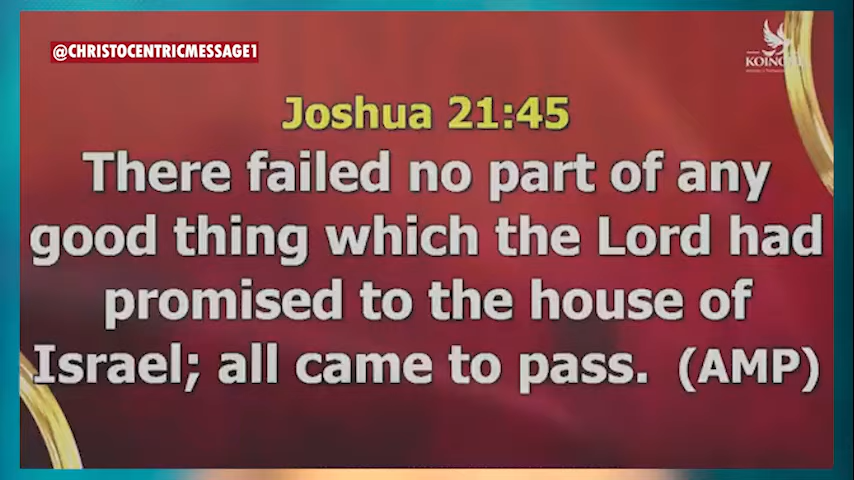 @CHRISTOCENTRICMESSAGE1
Joshua 21:45
There failed no part of any
good thing which the Lord had
promised to the house of
Israel; all came to pass. (AMP)